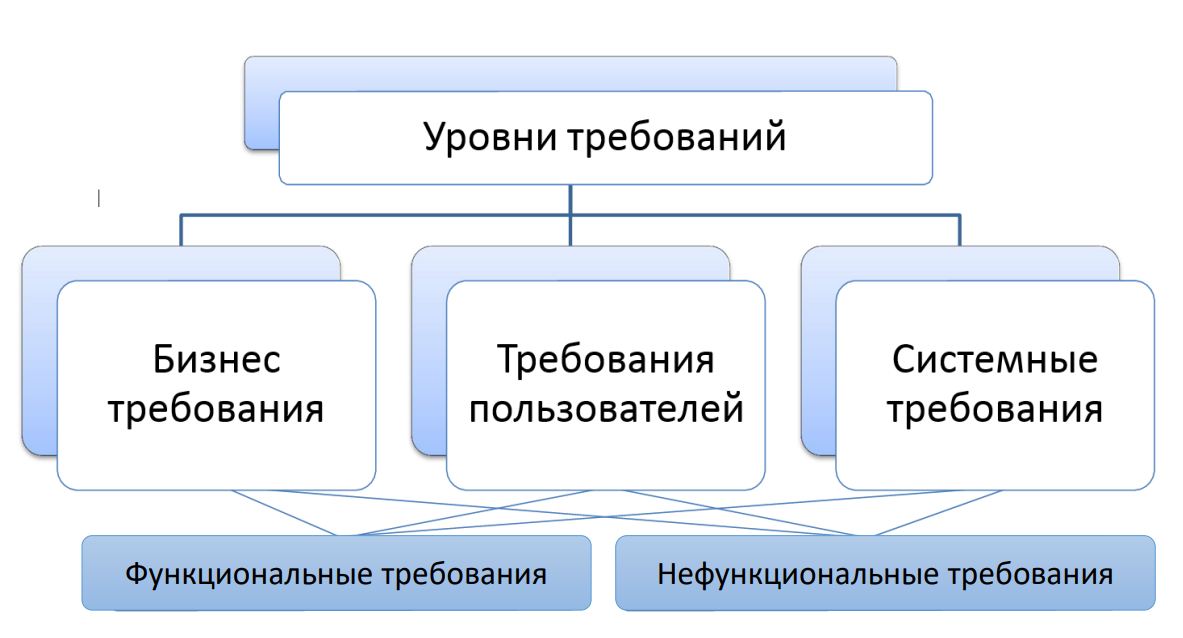 Уровни требований
Бизнес
требования
Требования
пользователей
Системные
требования
Функциональные требования
Нефункциональные требования